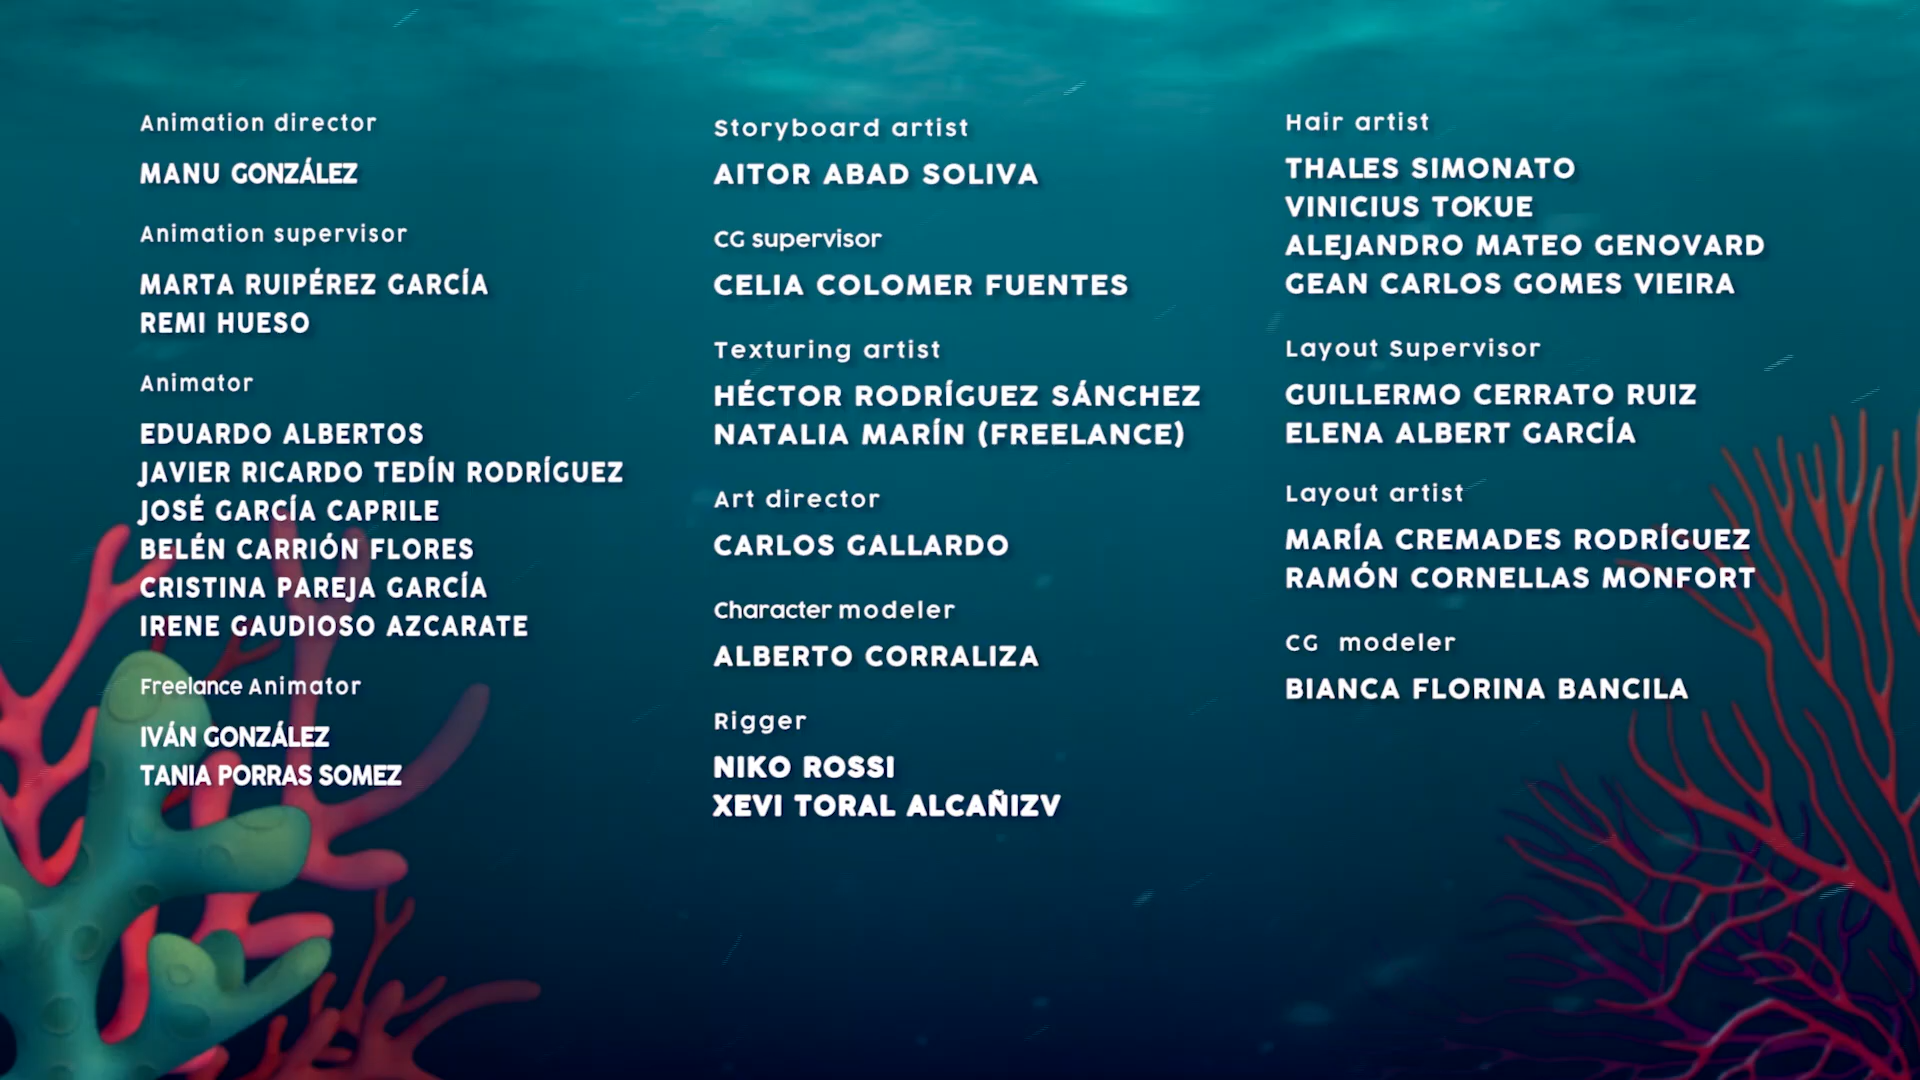 Animation director
MANU GONZÁLEZ
Animation supervisor
MARTA RUIPÉREZ GARCÍA
REMI HUESO
Animator
EDUARDO ALBERTOS
JAVIER RICARDO TEDÍN RODRÍGUEZ
JOSÉ GARCÍA CAPRILE
BELÉN CARRIÓN FLORES
CRISTINA PAREJA GARCÍA
IRENE GAUDIOSO AZCARATE
Freelance Animator
IVÁN GONZÁLEZ
TANIA PORRAS SOMEZ
Storyboard artist
AITOR ABAD SOLIVA
CG supervisor
CELIA COLOMER FUENTES
Texturing artist
HÉCTOR RODRÍGUEZ SÁNCHEZ
NATALIA MARÍN (FREELANCE)
Art director
CARLOS GALLARDO
Character modeler
ALBERTO CORRALIZA
Rigger
NIKO ROSSI
XEVI TORAL ALCAÑIZV
Hair artist
THALES SIMONATO
VINICIUS TOKUE
ALEJANDRO MATEO GENOVARD
GEAN CARLOS GOMES VIEIRA
Layout Supervisor
GUILLERMO CERRATO RUIZ
ELENA ALBERT GARCÍA
Layout artist
MARÍA CREMADES RODRÍGUEZ
RAMÓN CORNELLAS MONFORT
CG modeler
BIANCA FLORINA BANCILA